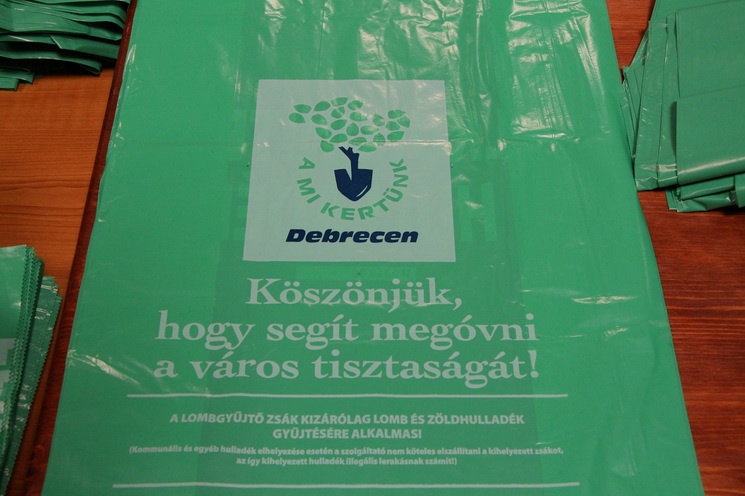 A MI KERTÜNK
Debrecen
Köszönjük,
hogy segít megóvni
a város tisztaságát!
A LOMBGYŰJTŐ ZSÁK KIZÁRÓLAG LOMB ÉS ZÖLDHULLADÉK
GYŰJTÉSÉRE ALKALMAS!
(Kommunális és egyéb hulladék elhelyezése esetén a szolgáltató nem köteles elszállítani a kihelyezett zsákot,
az így kihelyezett hulladék illegális lerakásnak számít!)